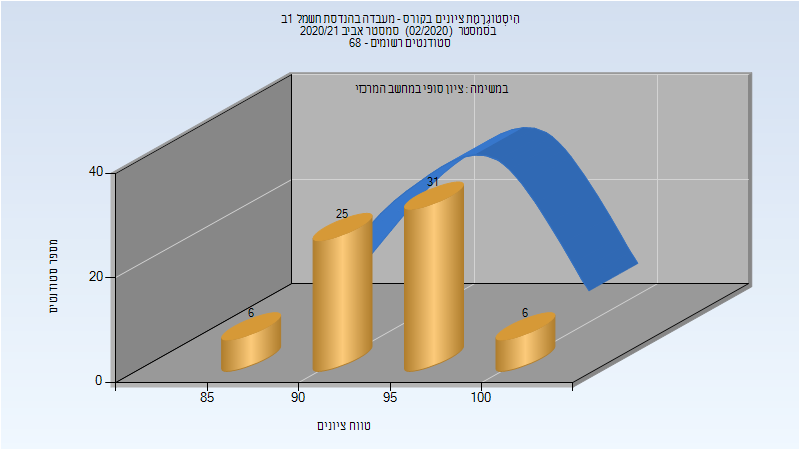 היסטוגרמת ציונים בקורס - מעבדה בהנדסת חשמל 1ב
בסמסטר (02/2020) סמסטר אביב 2020/21
סטודנטים רשומים - 68
במשימה : ציון סופי במחשב המרכזי
מספר סטודנטים
40
20
0
6
25
31
6
85
90
95
100
טווח ציונים